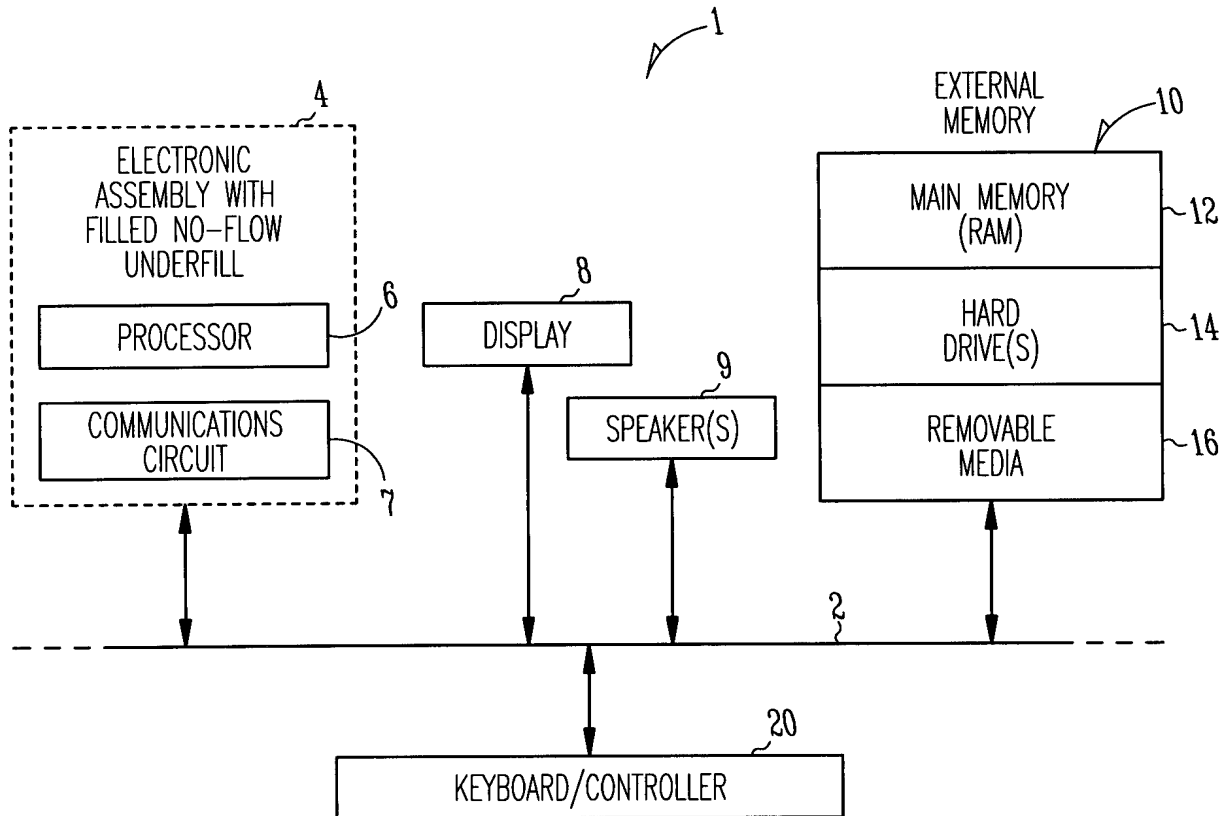 1
4
ELECTRONIC
ASSEMBLY WITH
FILLED NO-FLOW
UNDERFILL
PROCESSOR
6
COMMUNICATIONS
CIRCUIT
7
DISPLAY
8
SPEAKER(S)
9
EXTERNAL
MEMORY
10
MAIN MEMORY
(RAM)
12
HARD
DRIVE(S)
14
REMOVABLE
MEDIA
16
2
20
KEYBOARD/CONTROLLER